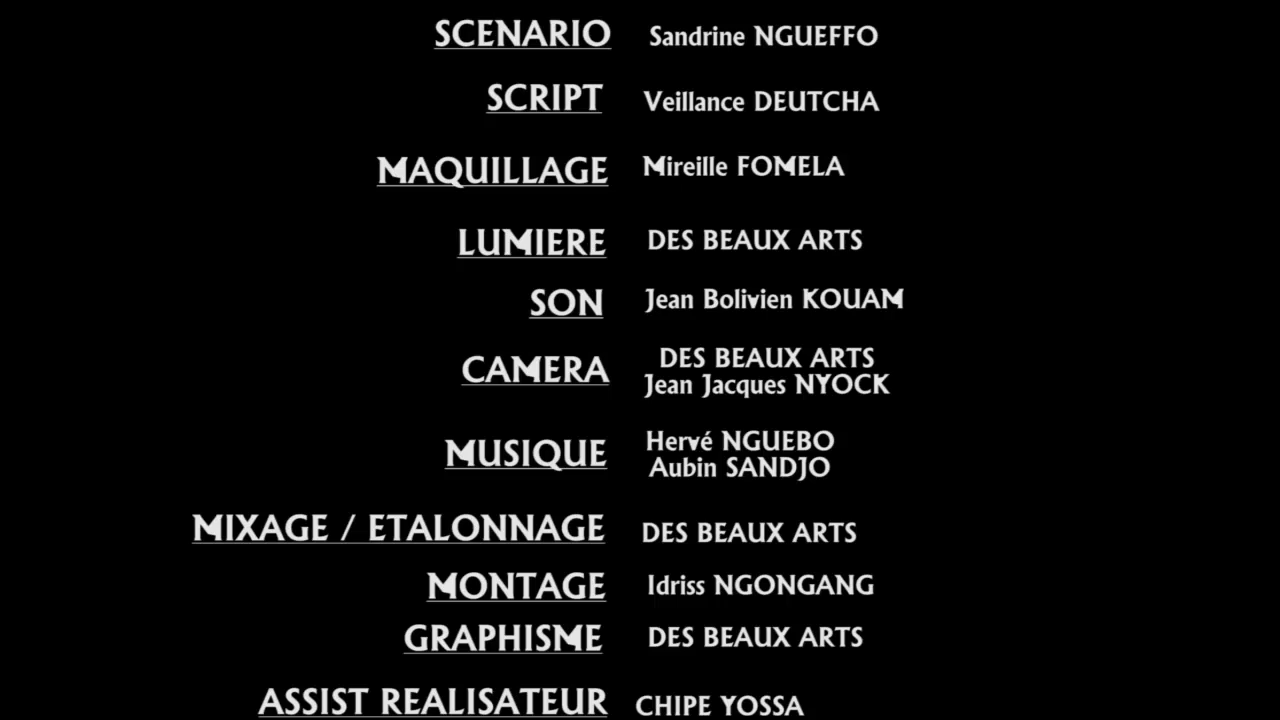 SCENARIO Sandrine NGUEFFO
SCRIPT Veillance DEUTCHA
MAQUILLAGE Mireille FOMELA
LUMIERE DES BEAUX ARTS
SON Jean Bolivien KOUAM
CAMERA DES BEAUX ARTS
Jean Jacques NYOCK
MUSIQUE Hervé NGUEBO
Aubin SANDJO
MIXAGE / ETALONNAGE DES BEAUX ARTS
MONTAGE Idriss NGONGANG
GRAPHISME DES BEAUX ARTS
ASSIST REALISATEUR CHIPE YOSSA